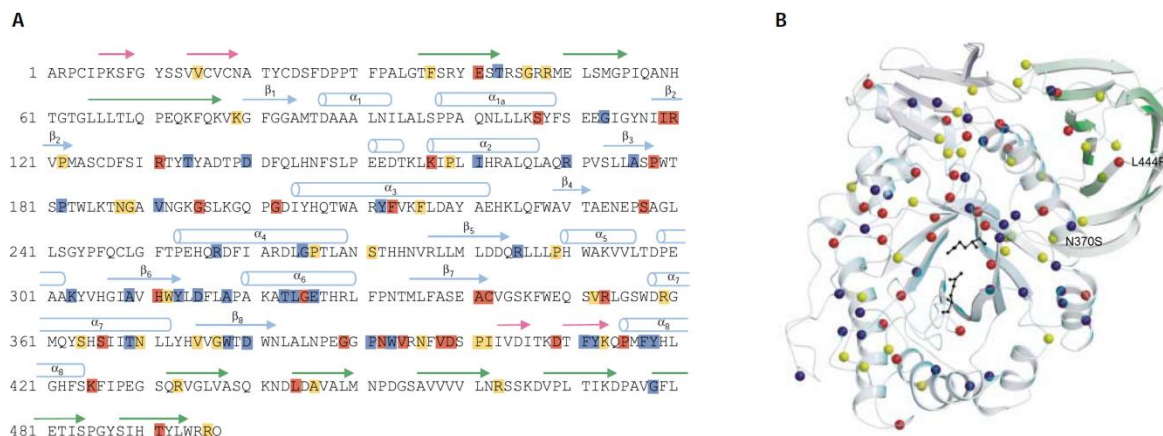 A
B
β1 α1 α1a β2
1 ARPCIPKSFG YSSVVCVCNA TYCDSFDPPT FPALGTFSRY ESTRSGRRME LSMGPIQANH
61 TGTGLLLTLQ PEQKFQKVKG FGGAMTDAAA LNILALSPPA QNLLLKSYFS EEGIGYNIIR
β2 α2 β3
121 VPMASCDFSI RTYTYADTPD DFQLHNFSLP EEDTKLKIPL IHRALQLAQR PVSLLASPWT
α3 β4
181 SPTWLKTNGA VNGKGSLKGQ PGDIYHQTWA RYFVKFLDAY AEHKLQFWAV TAENEPSAGL
α4 β5 α5
241 LSGYPFQCLG FTPEHQRDFI ARDLGPTLAN STHHNVRLLM LDDQRLLLPH WAKVVLTDPE
β6 α6 β7 α7
301 AAKYVHGIAV HWYLDFLAPA KATLGETHRL FPNTMLFASE ACVGSKFWEQ SVRLGSWDRG
α7 β8 α8
361 MQYSHSIITN LLYHVVGWTD WNLALNPEGG PNWVRNFVDS PIIVDITKDT FYKQPMFYHL
α8
421 GHFSKFIPEG SQRVGLVASQ KNDLDAVALM NPDGSAVVVV LNRSSKDVPL TIKDPAVGFL
481 ETISPGYSIH TYLWRRO
L444P
N370S